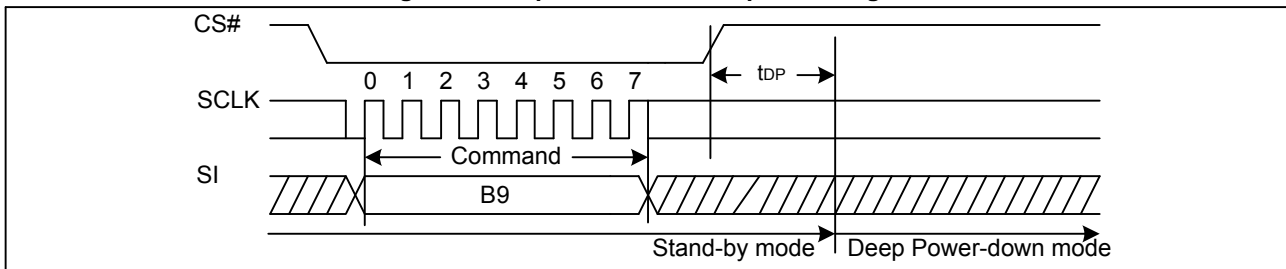 CS#
tDP
0 1 2 3 4 5 6 7
SCLK
Command
SI
B9
Stand-by mode Deep Power-down mode